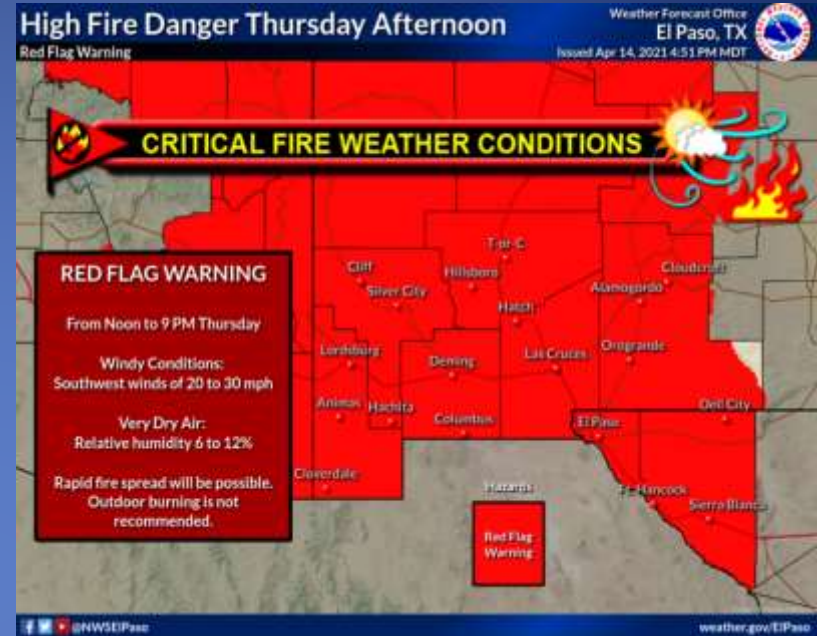 High Fire Danger Thursday Afternoon
Red Flag Warning
Weather Forecast Office
El Paso, TX
Issued Apr 14, 2021 4:51 PM MDT
CRITICAL FIRE WEATHER CONDITIONS
RED FLAG WARNING
From Noon to 9 PM Thursday
Windy Conditions:
Southwest winds of 20 to 30 mph
Very Dry Air:
Relative humidity 6 to 12%
Rapid fire spread will be possible.
Outdoor burning is not
recommended.
T-or-C
Cliff
Hillsboro
Cloudcroft
Silver City
Alamogordo
Hatch
Lordsburg
Deming
Las Cruces
Orogrande
Animas
Hachita
Columbus
El Paso
Dell City
Cloverdale
Ft. Hancock
Sierra Blanca
Hazards
Red Flag
Warning
@NWSElPaso
weather.gov/ElPaso